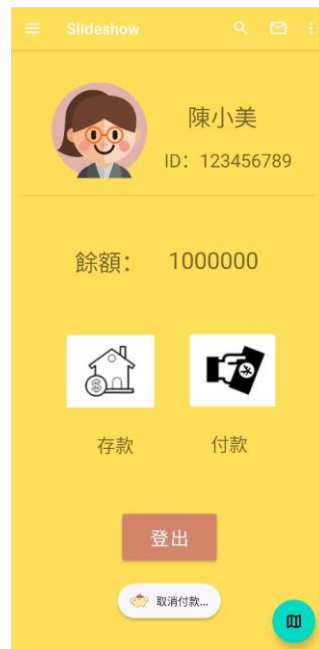 Slideshow
陳小美
ID：123456789
餘額： 1000000
存款 付款
登出
取消付款...